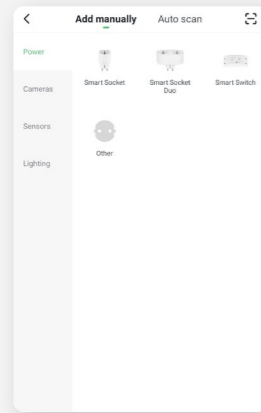 Add manually Auto scan
Power
Smart Socket Smart Socket Duo Smart Switch
Cameras
Sensors
Other
Lighting